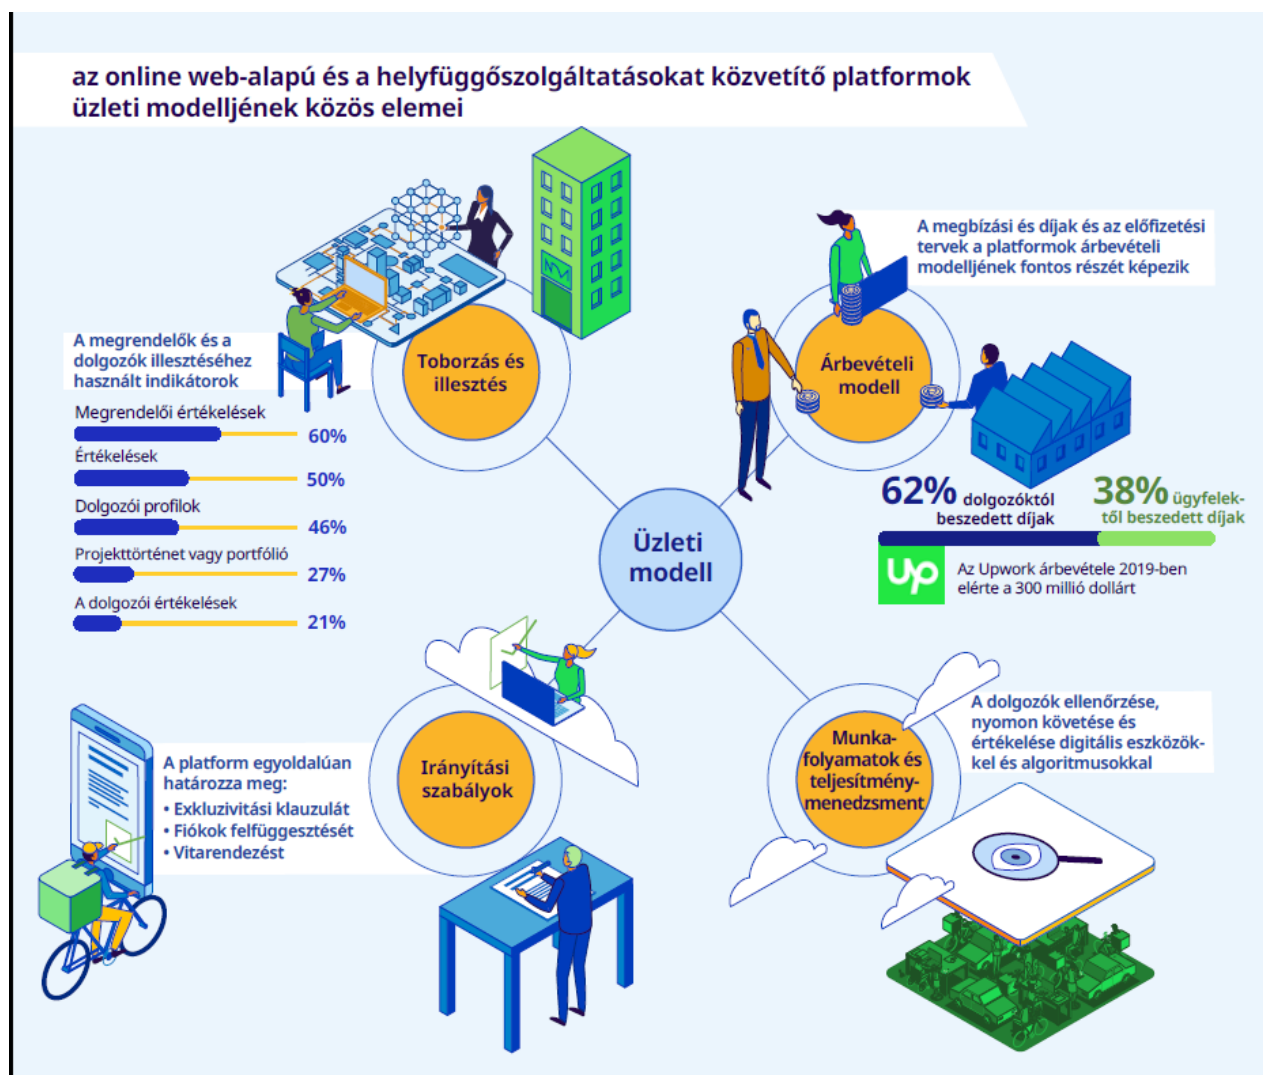 az online web-alapú és a helyfüggőszolgáltatásokat közvetítő platformok
üzleti modelljének közös elemei
A megrendelők és a
dolgozók illesztéséhez
használt indikátorok
Megrendelői értékelések
60%
Értékelések
50%
Dolgozói profilok
46%
Projekttörténet vagy portfólió
27%
A dolgozói értékelések
21%
Toborzás és
illesztés
A megbízási és díjak és az előfizetési
tervek a platformok árbevételi
modelljének fontos részét képezik
Árbevételi
modell
62% dolgozóktól
beszedett díjak
38% ügyfelek-
től beszedett díjak
Up
Az Upwork árbevétele 2019-ben
elérte a 300 millió dollárt
Üzleti
modell
A platform egyoldalúan
határozza meg:
• Exkluzivitási klauzulát
• Fiókok felfüggesztését
• Vitarendezést
Irányítási
szabályok
Munka-
folyamatok és
teljesítmény-
menedzsment
A dolgozók ellenőrzése,
nyomon követése és
értékelése digitális eszközök-
kel és algoritmusokkal